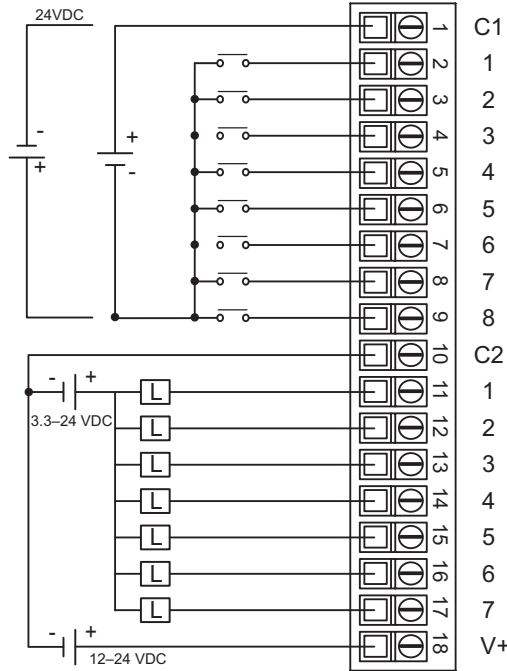 24VDC
1 C1
2 1
3 2
- + 4 3
+ - 5 4
6 5
7 6
8 7
9 8
10 C2
- + L 11 1
3.3–24 VDC L 12 2
L 13 3
L 14 4
L 15 5
L 16 6
L 17 7
- + 18 V+
12–24 VDC